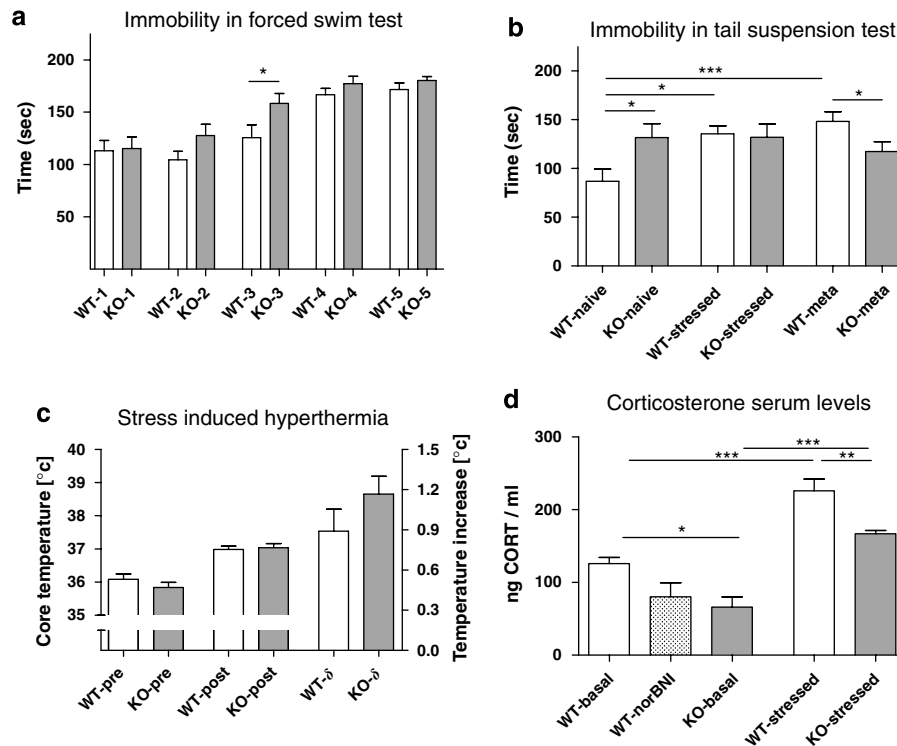 a
Immobility in forced swim test
Time (sec)
200
150
100
50
*
WT-1
KO-1
WT-2
KO-2
WT-3
KO-3
WT-4
KO-4
WT-5
KO-5
b
Immobility in tail suspension test
Time (sec)
200
150
100
50
0
***
*
*
*
WT-naive
KO-naive
WT-stressed
KO-stressed
WT-meta
KO-meta
c
Stress induced hyperthermia
Core temperature [°c]
40
39
38
37
36
35
1.5
1.2
0.9
0.6
0.3
0.0
Temperature increase [°c]
WT-pre
KO-pre
WT-post
KO-post
WT-δ
KO-δ
d
Corticosterone serum levels
ng CORT / ml
300
200
100
0
***
***
**
*
WT-basal
WT-norBNI
KO-basal
WT-stressed
KO-stressed